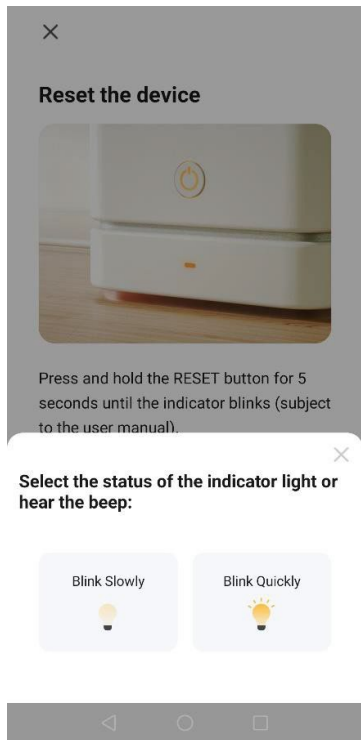 Reset the device
Press and hold the RESET button for 5
seconds until the indicator blinks (subject
to the user manual).
Select the status of the indicator light or
hear the beep:
Blink Slowly
Blink Quickly